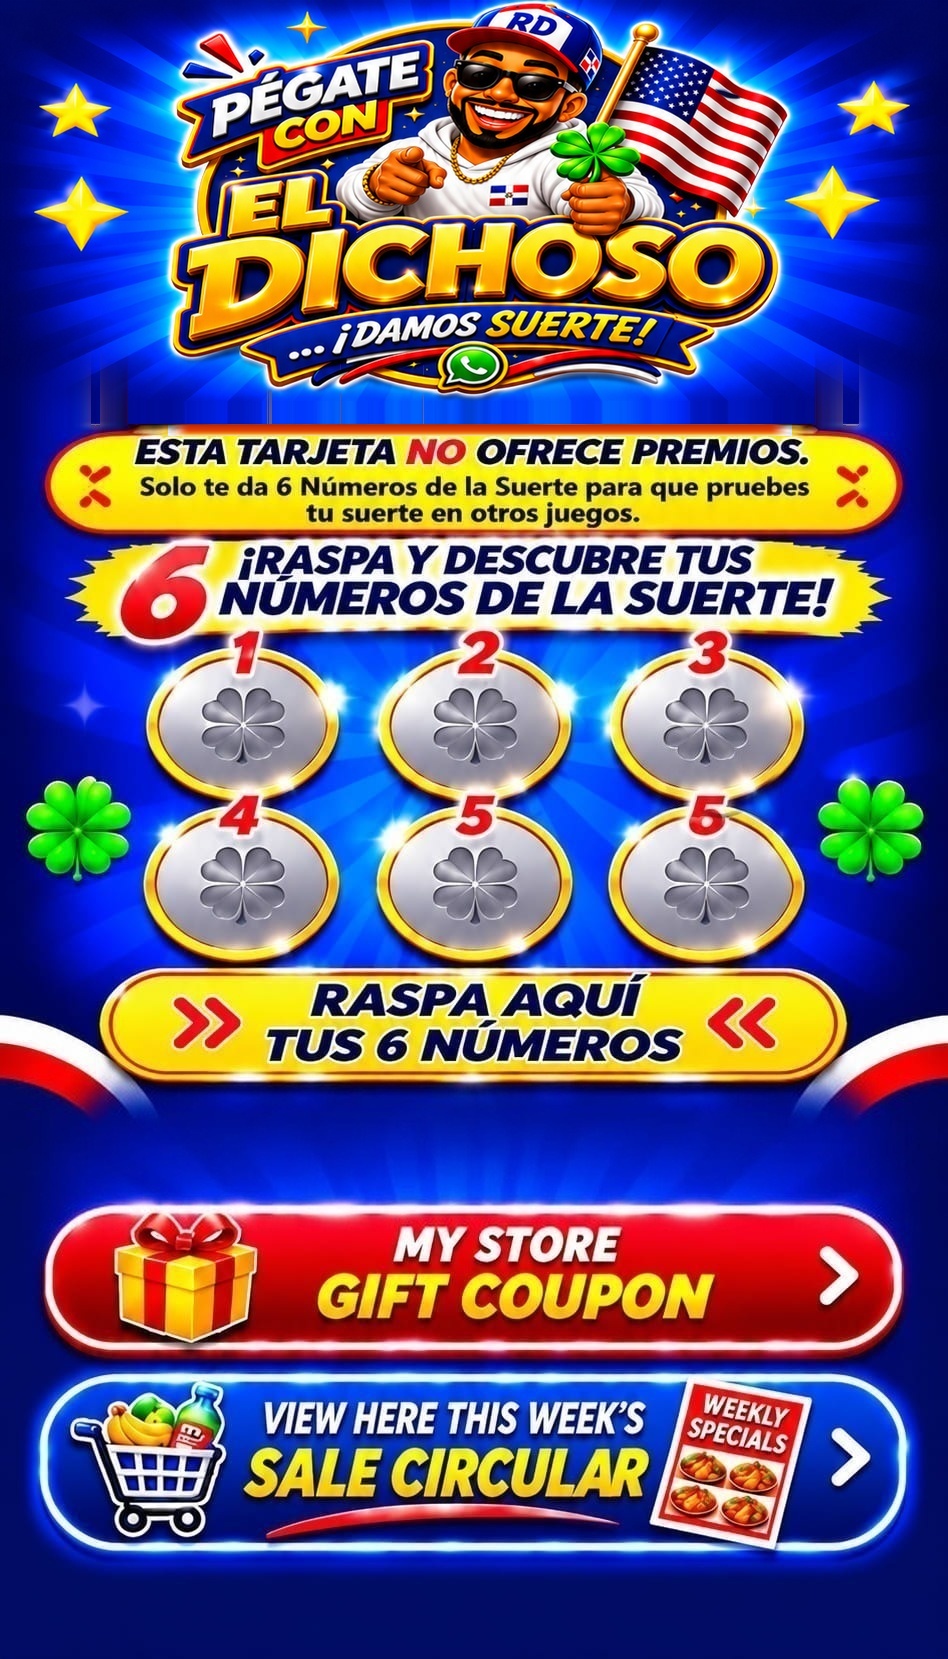 RD
PÉGATE
CON
EL
DICHOSO
... ¡DAMOS SUERTE!
ESTA TARJETA NO OFRECE PREMIOS.
Solo te da 6 Números de la Suerte para que pruebes
tu suerte en otros juegos.
6 ¡RASPA Y DESCUBRE TUS
NÚMEROS DE LA SUERTE!
1 2 3
4 5 6
RASPA AQUÍ
TUS 6 NÚMEROS
MY STORE
GIFT COUPON
VIEW HERE THIS WEEK'S
SALE CIRCULAR
WEEKLY
SPECIALS